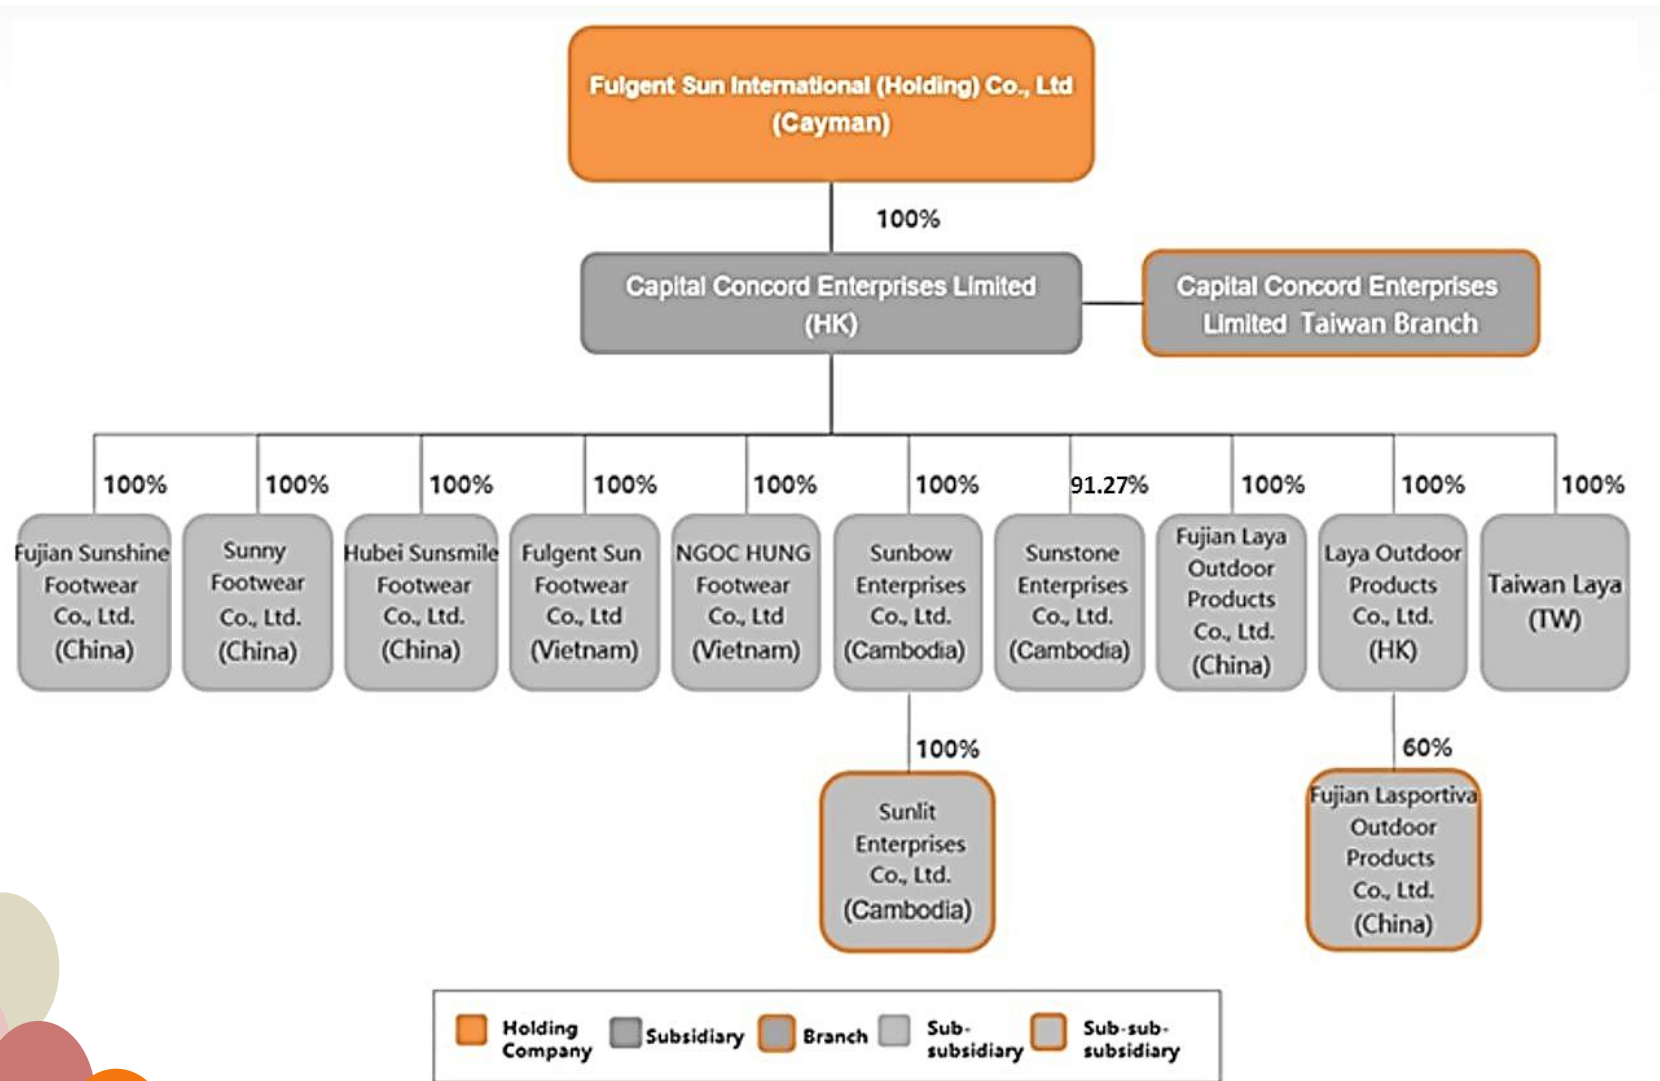 Fulgent Sun International (Holding) Co., Ltd
(Cayman)
100%
Capital Concord Enterprises Limited
(HK)
Capital Concord Enterprises
Limited Taiwan Branch
100%
100%
100%
100%
100%
100%
91.27%
100%
100%
100%
Fujian Sunshine
Footwear
Co., Ltd.
(China)
Sunny
Footwear
Co., Ltd.
(China)
Hubei Sunsmile
Footwear
Co., Ltd.
(China)
Fulgent Sun
Footwear
Co., Ltd
(Vietnam)
NGOC HUNG
Footwear
Co., Ltd
(Vietnam)
Sunbow
Enterprises
Co., Ltd.
(Cambodia)
Sunstone
Enterprises
Co., Ltd.
(Cambodia)
Fujian Laya
Outdoor
Products
Co., Ltd.
(China)
Laya Outdoor
Products
Co., Ltd.
(HK)
Taiwan Laya
(TW)
100%
60%
Sunlit
Enterprises
Co., Ltd.
(Cambodia)
Fujian Lasportiva
Outdoor
Products
Co., Ltd.
(China)
Holding
Company
Subsidiary
Branch
Sub-
subsidiary
Sub-sub-
subsidiary